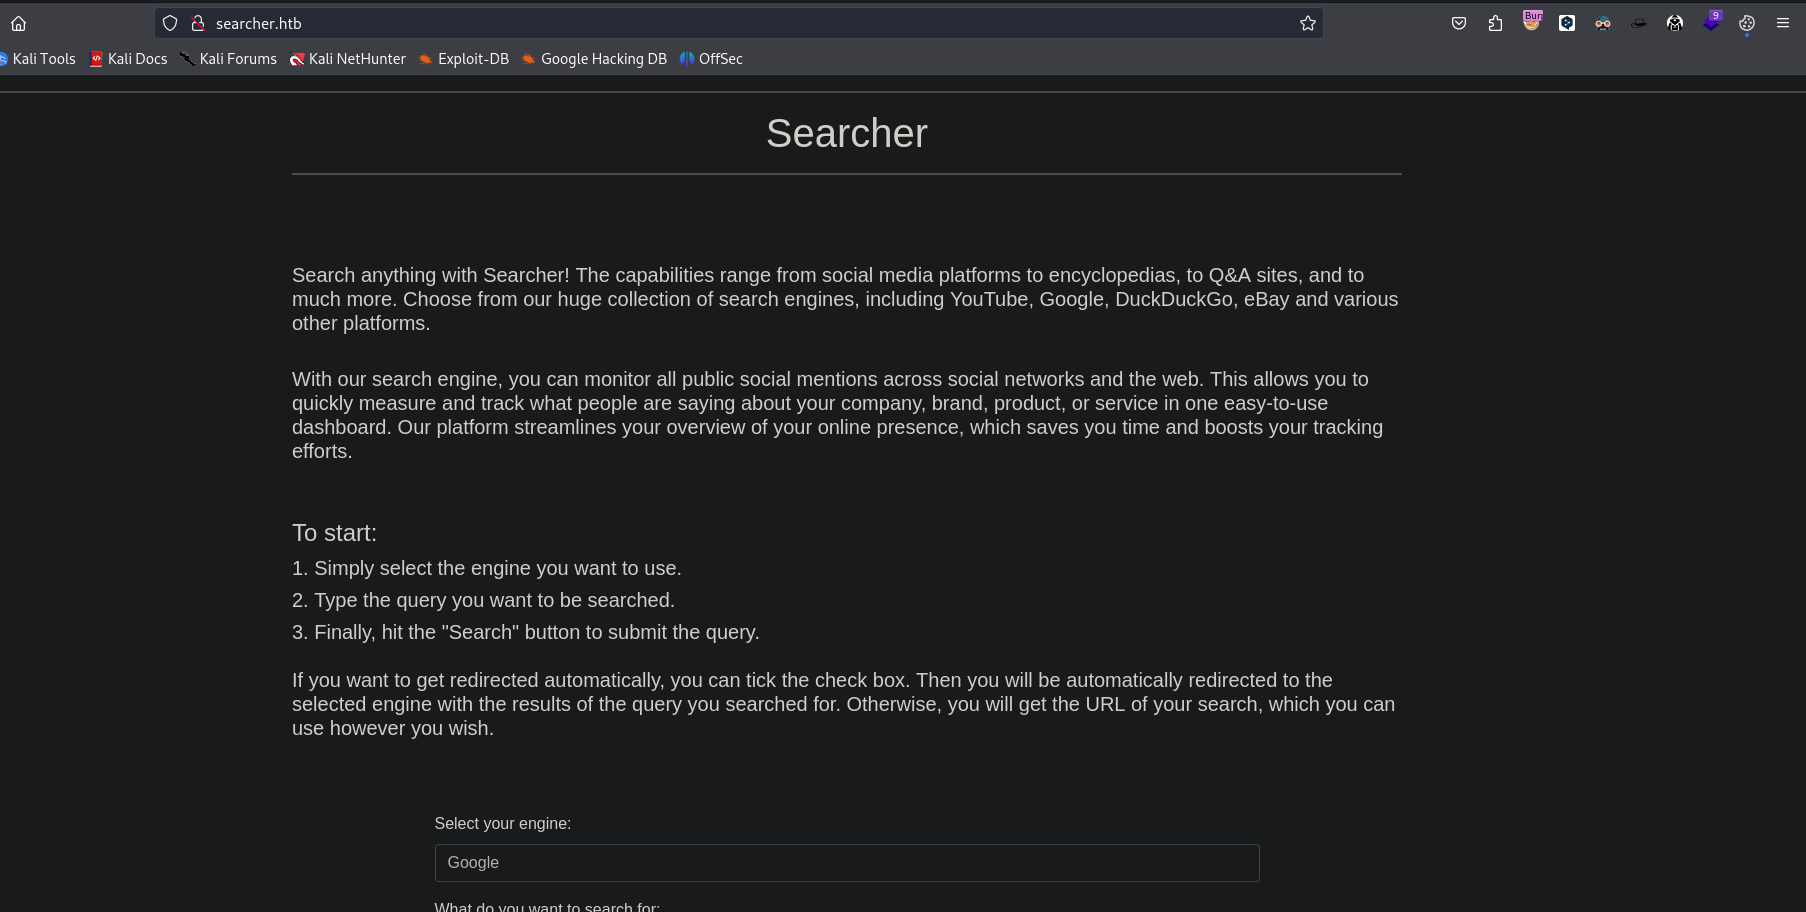 searcher.htb
Bur
9
Kali Tools Kali Docs Kali Forums Kali NetHunter Exploit-DB Google Hacking DB OffSec
Searcher
Search anything with Searcher! The capabilities range from social media platforms to encyclopedias, to Q&A sites, and to
much more. Choose from our huge collection of search engines, including YouTube, Google, DuckDuckGo, eBay and various
other platforms.
With our search engine, you can monitor all public social mentions across social networks and the web. This allows you to
quickly measure and track what people are saying about your company, brand, product, or service in one easy-to-use
dashboard. Our platform streamlines your overview of your online presence, which saves you time and boosts your tracking
efforts.
To start:
1. Simply select the engine you want to use.
2. Type the query you want to be searched.
3. Finally, hit the "Search" button to submit the query.
If you want to get redirected automatically, you can tick the check box. Then you will be automatically redirected to the
selected engine with the results of the query you searched for. Otherwise, you will get the URL of your search, which you can
use however you wish.
Select your engine:
Google
What do you want to search for: